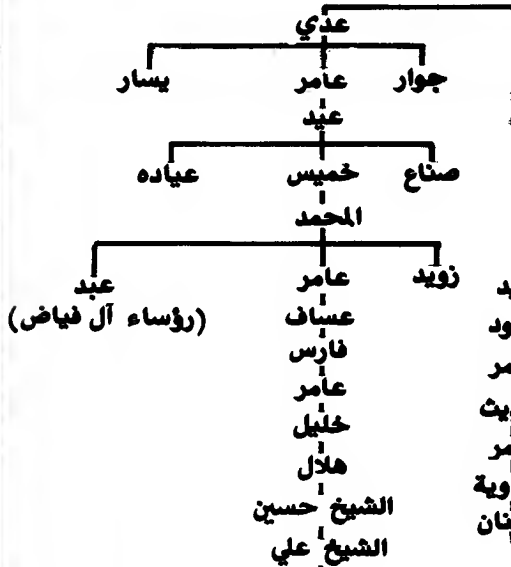 عدي
جوار عامر يسار
عيد
صناع خميس عياده
المحمد
زويد عامر عبد
عساف (رؤساء آل فياض)
فارس
عامر
خليل
هلال
الشيخ حسين
الشيخ علي